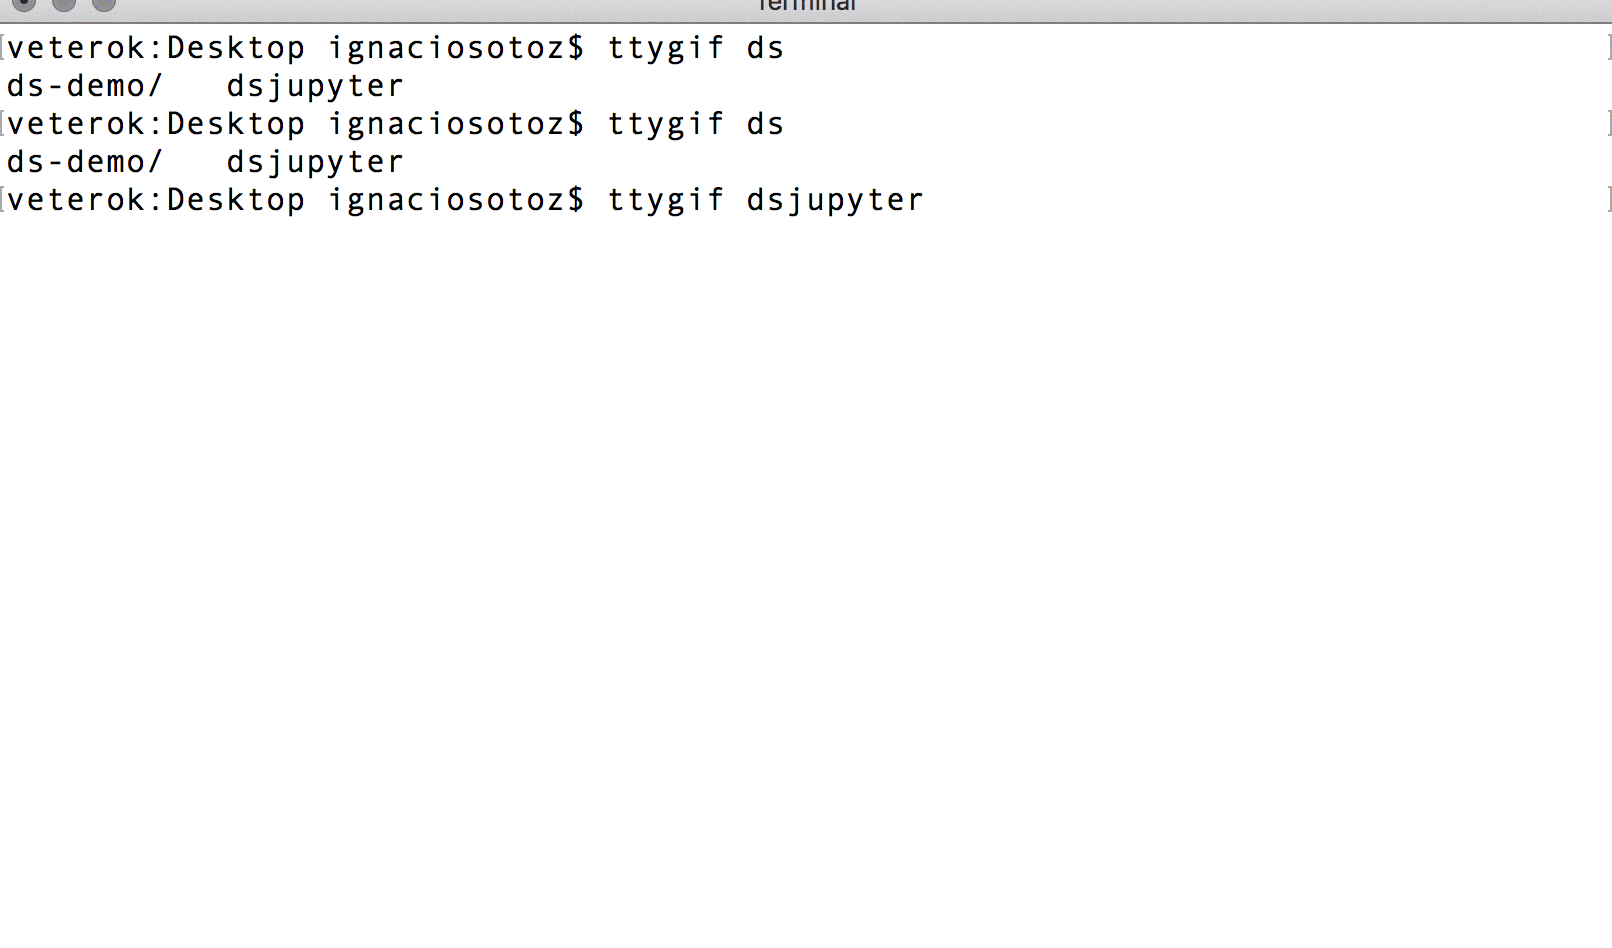 Terminal
[veterok:Desktop ignaciosotoz$ ttygif ds ]
ds-demo/   dsjupyter
[veterok:Desktop ignaciosotoz$ ttygif ds ]
ds-demo/   dsjupyter
[veterok:Desktop ignaciosotoz$ ttygif dsjupyter ]